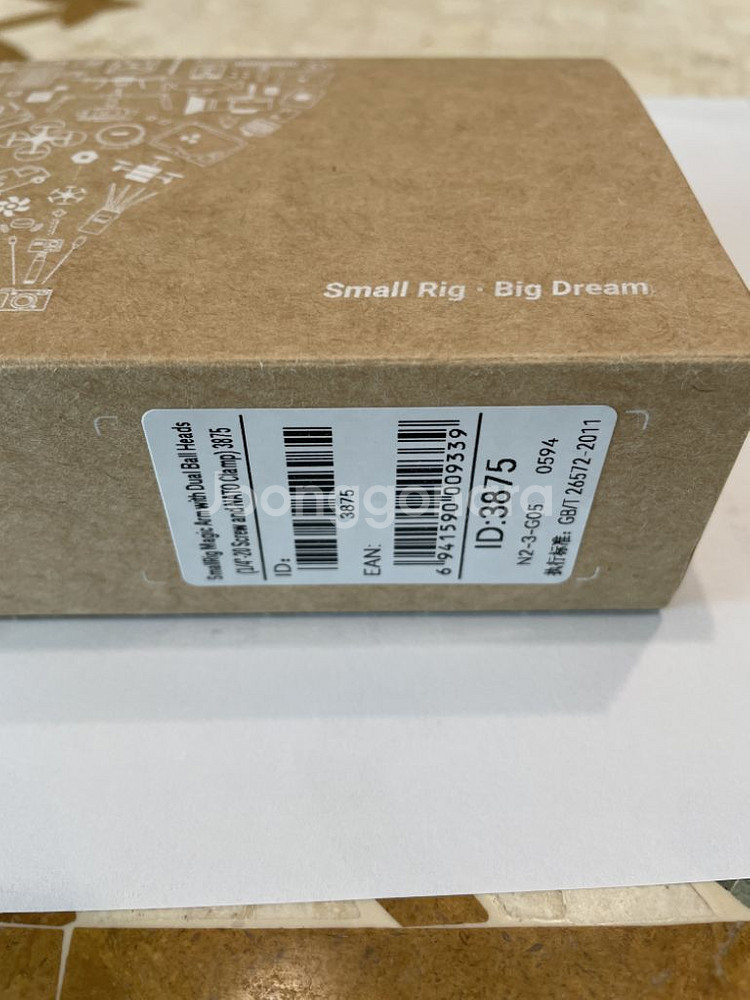 Small Rig · Big Dream
SmallRig Magic Arm with Dual Ball Heads
(1/4"-20 Screw and NATO Clamp) 3875
ID:
3875
EAN:
6 941590 009339
ID:3875
N2-3-G05 0594
执行标准：GB/T 26572-2011
Joonggonara